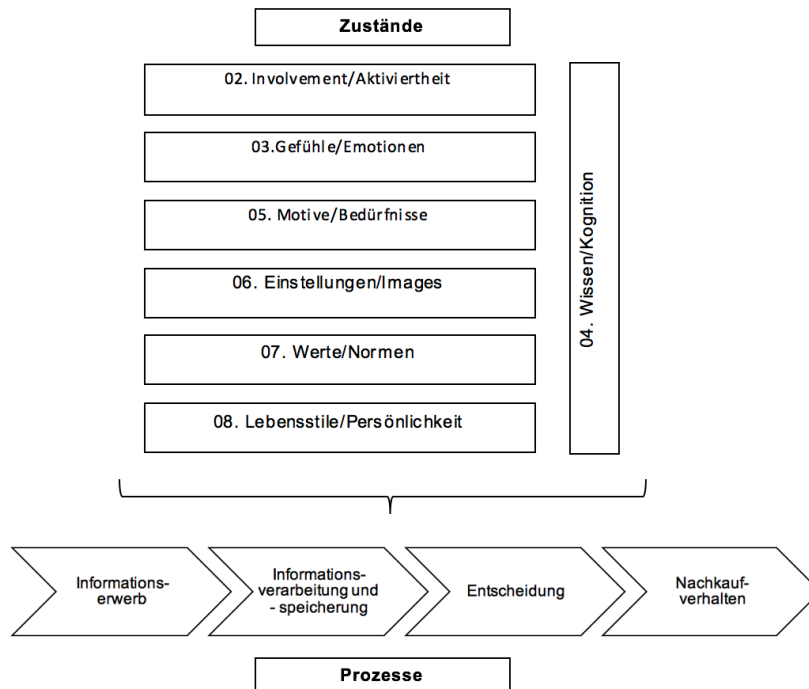 Zustände
02. Involvement/Aktiviertheit
03.Gefühle/Emotionen
05. Motive/Bedürfnisse
06. Einstellungen/Images
07. Werte/Normen
08. Lebensstile/Persönlichkeit
04. Wissen/Kognition
Informations-
erwerb
Informations-
verarbeitung und
- speicherung
Entscheidung
Nachkauf-
verhalten
Prozesse